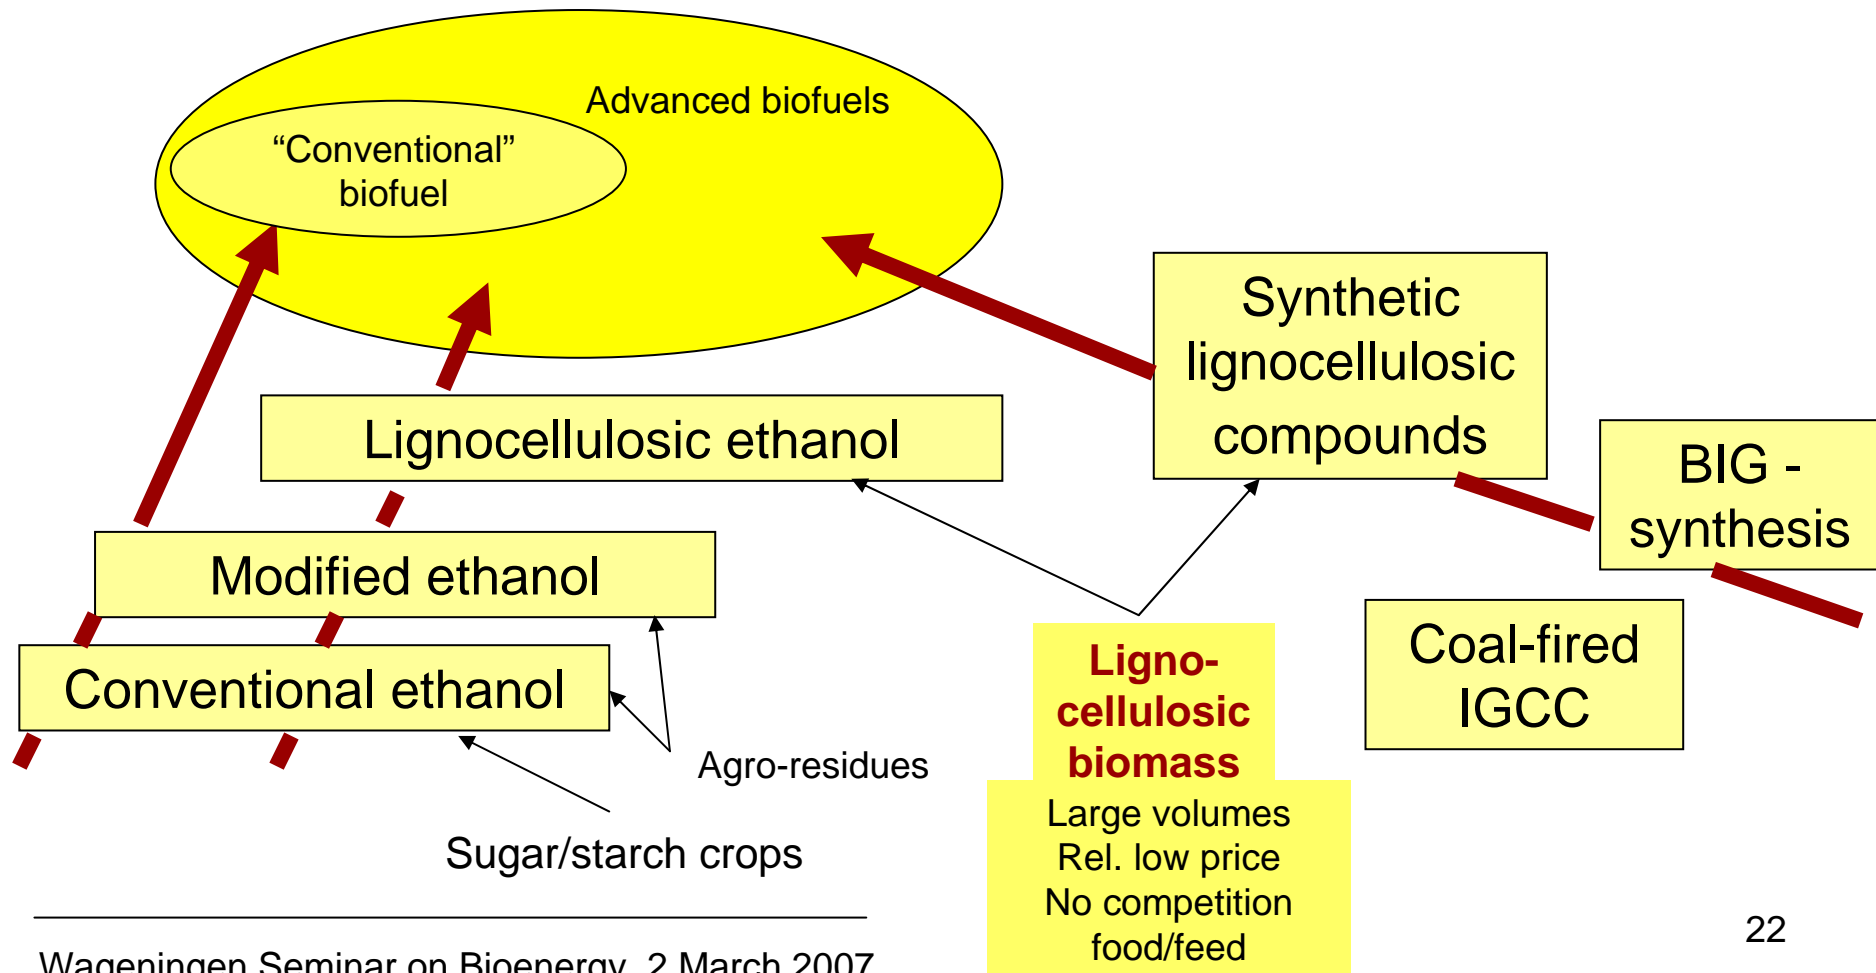 Advanced biofuels
“Conventional”
biofuel
Synthetic
lignocellulosic
compounds
Lignocellulosic ethanol
BIG -
synthesis
Modified ethanol
Coal-fired
IGCC
Conventional ethanol
Ligno-
cellulosic
biomass
Agro-residues
Large volumes
Rel. low price
No competition
food/feed
Sugar/starch crops
Wageningen Seminar on Bioenergy, 2 March 2007
22